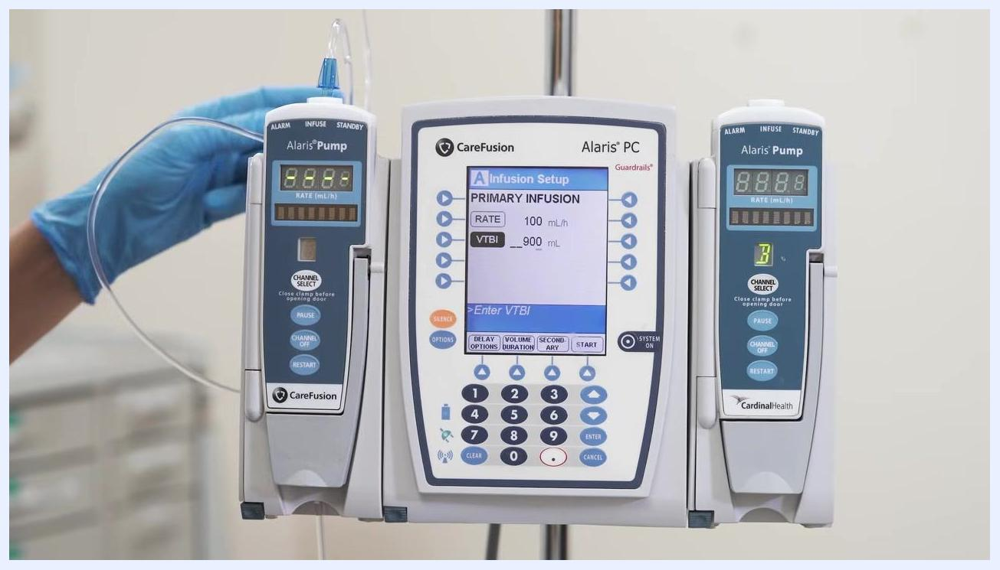 ALARM INFUSE STANDBY
Alaris® Pump
RATE (mL/h)
CHANNEL
SELECT
Close clamp before
opening door
PAUSE
CHANNEL
OFF
RESTART
CareFusion
CareFusion
Alaris® PC
Guardrails®
A Infusion Setup
PRIMARY INFUSION
RATE 100 mL/h
VTBI __900 mL
>Enter VTBI
DELAY
OPTIONS
VOLUME
DURATION
SECOND-
ARY
START
SILENCE
OPTIONS
SYSTEM
ON
1 2 3
4 5 6
7 8 9 ENTER
CLEAR 0 . CANCEL
ALARM INFUSE STANDBY
Alaris® Pump
RATE (mL/h)
B
CHANNEL
SELECT
Close clamp before
opening door
PAUSE
CHANNEL
OFF
RESTART
CardinalHealth